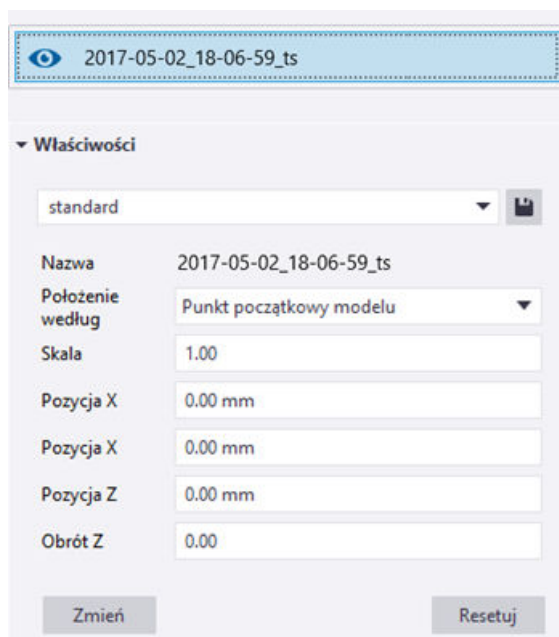 2017-05-02_18-06-59_ts
Właściwości
standard
Nazwa 2017-05-02_18-06-59_ts
Położenie
według Punkt początkowy modelu
Skala 1.00
Pozycja X 0.00 mm
Pozycja X 0.00 mm
Pozycja Z 0.00 mm
Obrót Z 0.00
Zmień Resetuj